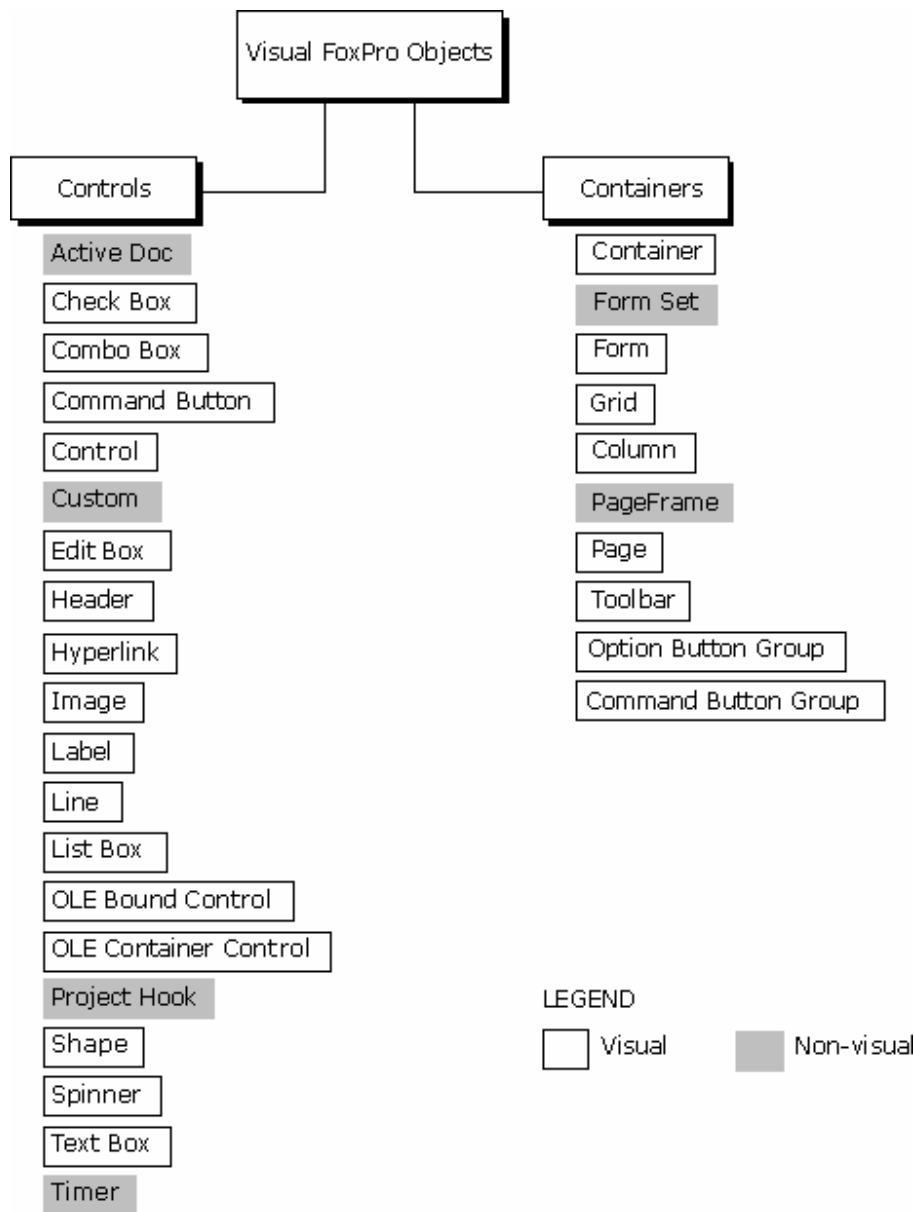 Visual FoxPro Objects
Controls
Active Doc
Check Box
Combo Box
Command Button
Control
Custom
Edit Box
Header
Hyperlink
Image
Label
Line
List Box
OLE Bound Control
OLE Container Control
Project Hook
Shape
Spinner
Text Box
Timer
Containers
Container
Form Set
Form
Grid
Column
PageFrame
Page
Toolbar
Option Button Group
Command Button Group
LEGEND
Visual
Non-visual